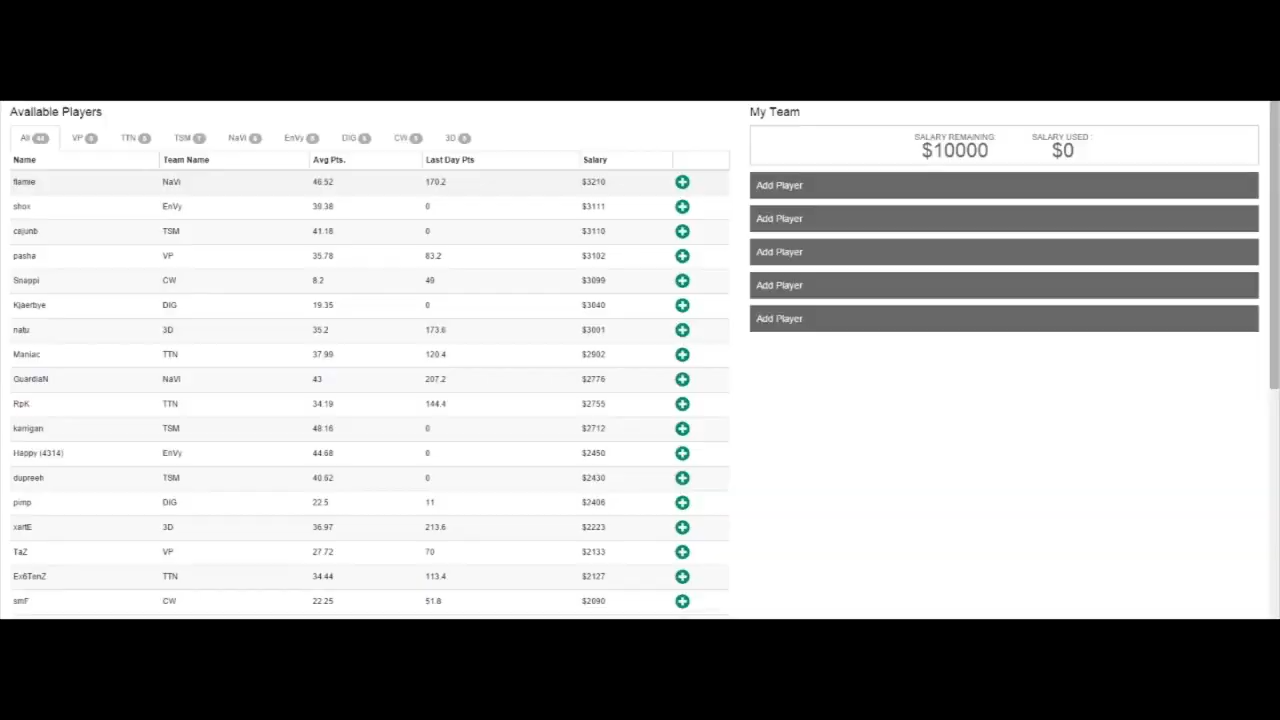 Available Players
All 44 VP TTN TSM 7 NaVi EnVy DIG CW 3D
Name Team Name Avg Pts. Last Day Pts Salary
flamie NaVi 46.52 170.2 $3210
shox EnVy 39.38 0 $3111
cajunb TSM 41.18 0 $3110
pasha VP 35.78 83.2 $3102
Snappi CW 8.2 49 $3099
Kjaerbye DIG 19.35 0 $3040
natu 3D 35.2 173.6 $3001
Maniac TTN 37.99 120.4 $2902
GuardiaN NaVi 43 207.2 $2776
RpK TTN 34.19 144.4 $2755
karrigan TSM 48.16 0 $2712
Happy (4314) EnVy 44.68 0 $2450
dupreeh TSM 40.62 0 $2430
pimp DIG 22.5 11 $2406
xartE 3D 36.97 213.6 $2223
TaZ VP 27.72 70 $2133
Ex6TenZ TTN 34.44 113.4 $2127
smF CW 22.25 51.8 $2090
My Team
SALARY REMAINING: SALARY USED :
$10000 $0
Add Player
Add Player
Add Player
Add Player
Add Player